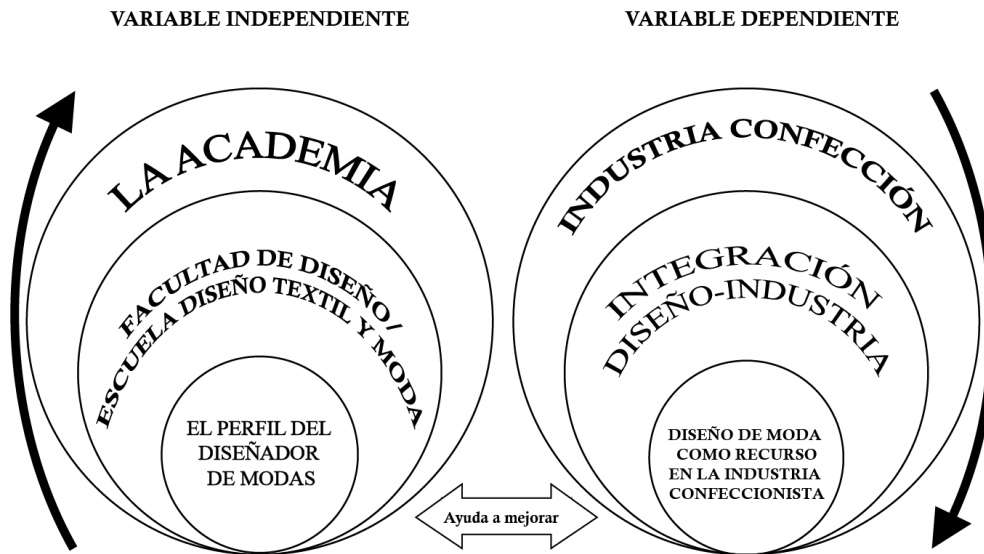 VARIABLE INDEPENDIENTE
VARIABLE DEPENDIENTE
LA ACADEMIA
FACULTAD DE DISEÑO/
ESCUELA DISEÑO TEXTIL Y MODA
EL PERFIL DEL
DISEÑADOR
DE MODAS
INDUSTRIA CONFECCIÓN
INTEGRACIÓN
DISEÑO-INDUSTRIA
DISEÑO DE MODA
COMO RECURSO
EN LA INDUSTRIA
CONFECCIONISTA
Ayuda a mejorar